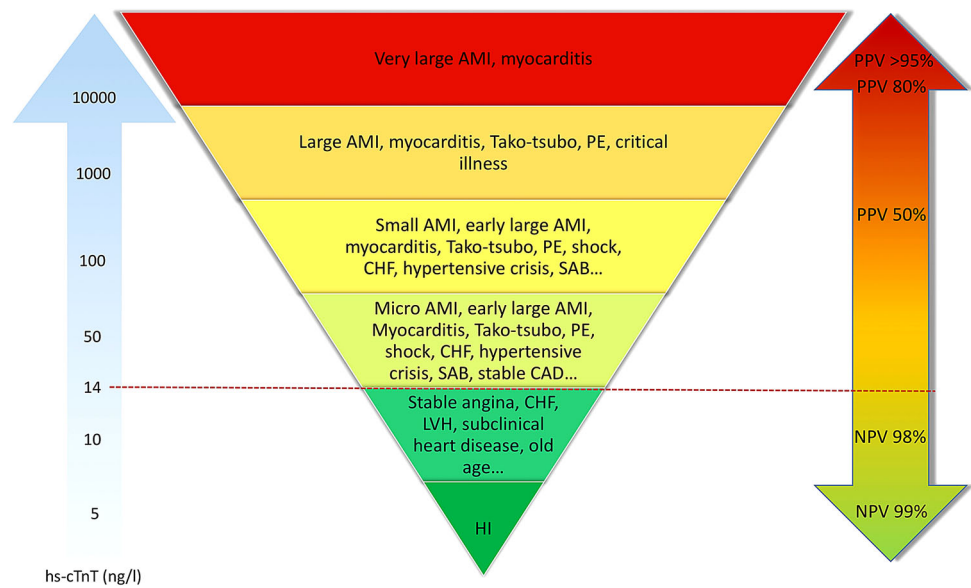 10000
1000
100
50
14
10
5
hs-cTnT (ng/l)
Very large AMI, myocarditis
Large AMI, myocarditis, Tako-tsubo, PE, critical
illness
Small AMI, early large AMI,
myocarditis, Tako-tsubo, PE, shock,
CHF, hypertensive crisis, SAB...
Micro AMI, early large AMI,
Myocarditis, Tako-tsubo, PE,
shock, CHF, hypertensive
crisis, SAB, stable CAD...
Stable angina, CHF,
LVH, subclinical
heart disease, old
age...
HI
PPV >95%
PPV 80%
PPV 50%
NPV 98%
NPV 99%